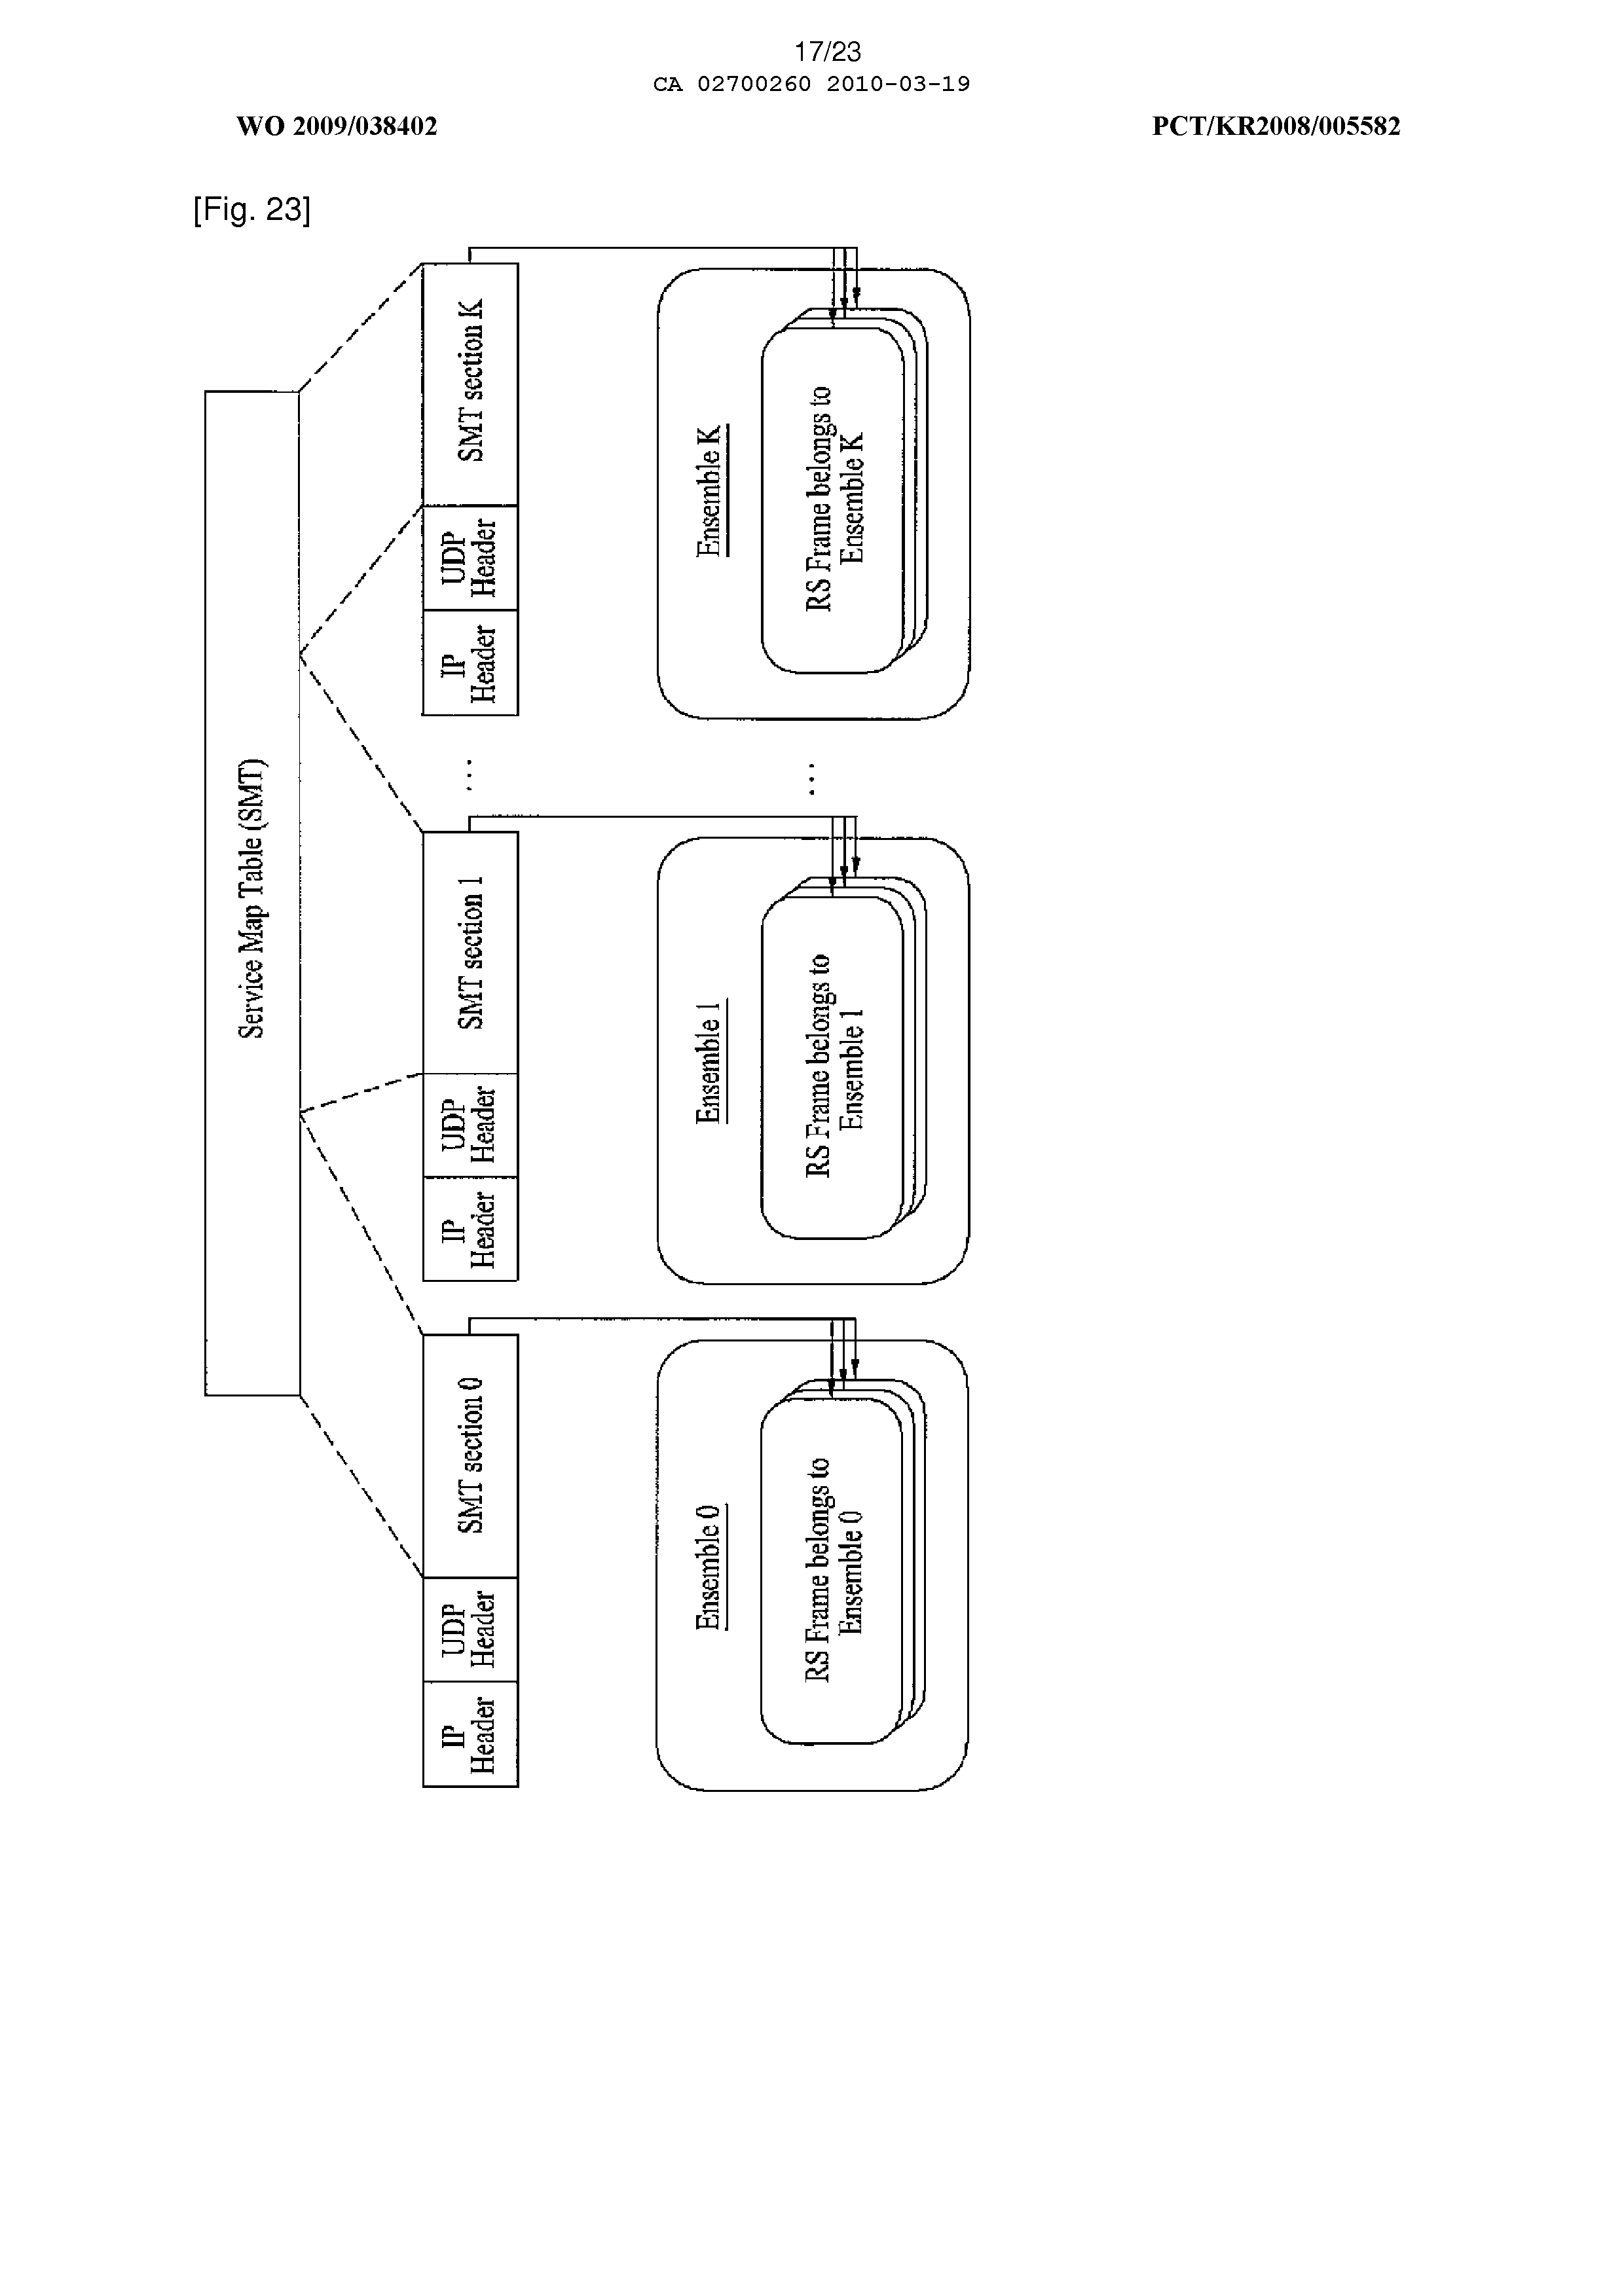 17/23
CA 02700260 2010-03-19
WO 2009/038402
PCT/KR2008/005582
[Fig. 23]
Service Map Table (SMT)
IP
Header
UDP
Header
SMT section 0
IP
Header
UDP
Header
SMT section 1
...
IP
Header
UDP
Header
SMT section K
Ensemble 0
RS Frame belongs to
Ensemble 0
Ensemble 1
RS Frame belongs to
Ensemble 1
...
Ensemble K
RS Frame belongs to
Ensemble K